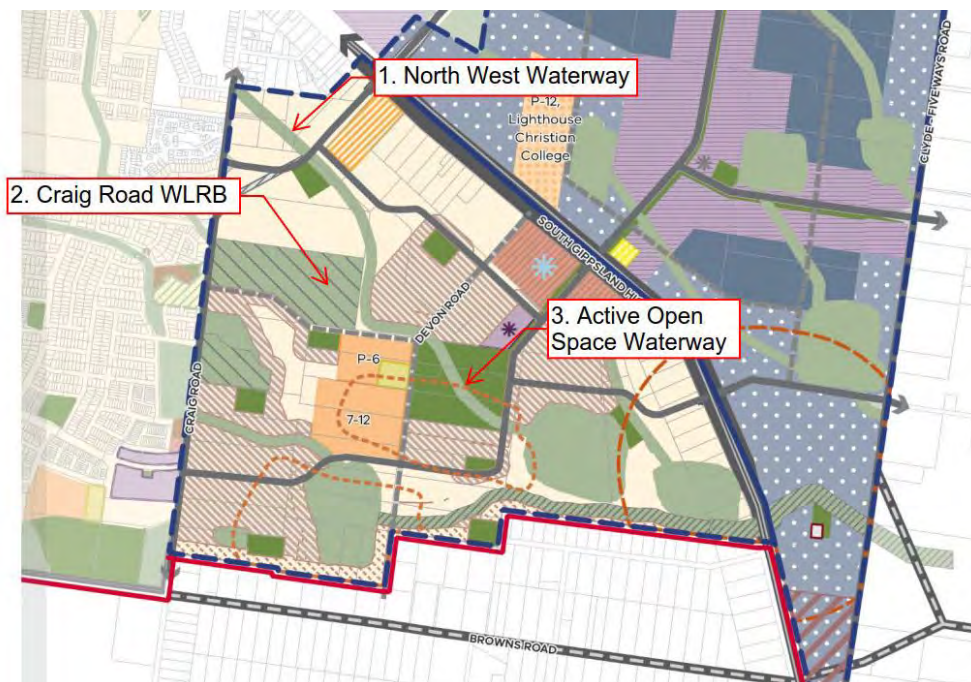 1. North West Waterway
P-12,
Lighthouse
Christian
College
CLYDE - FIVE WAYS ROAD
2. Craig Road WLRB
SOUTH GIPPSLAND HI
DEVON ROAD
3. Active Open
Space Waterway
P-6
7-12
CRAIG ROAD
BROWNS ROAD